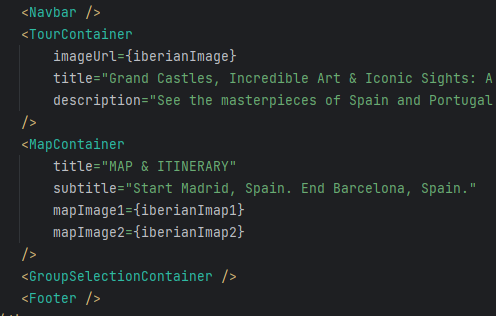 <Navbar />
<TourContainer
imageUrl={iberianImage}
title="Grand Castles, Incredible Art & Iconic Sights: A
description="See the masterpieces of Spain and Portugal
/>
<MapContainer
title="MAP & ITINERARY"
subtitle="Start Madrid, Spain. End Barcelona, Spain."
mapImage1={iberianImap1}
mapImage2={iberianImap2}
/>
<GroupSelectionContainer />
<Footer />